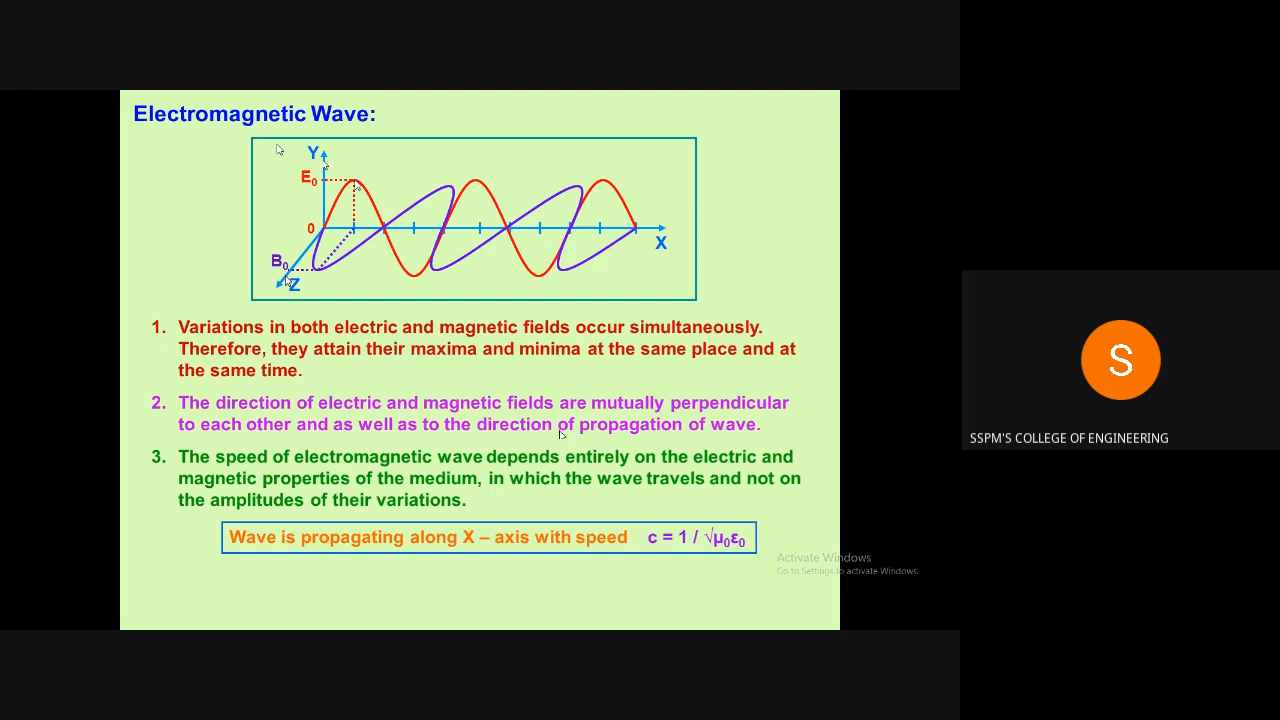 Electromagnetic Wave:
Y
E0
0
X
B0
Z
1. Variations in both electric and magnetic fields occur simultaneously.
Therefore, they attain their maxima and minima at the same place and at
the same time.
2. The direction of electric and magnetic fields are mutually perpendicular
to each other and as well as to the direction of propagation of wave.
3. The speed of electromagnetic wave depends entirely on the electric and
magnetic properties of the medium, in which the wave travels and not on
the amplitudes of their variations.
Wave is propagating along X – axis with speed c = 1 / √μ0ε0
Activate Windows
Go to Settings to activate Windows.
S
SSPM'S COLLEGE OF ENGINEERING